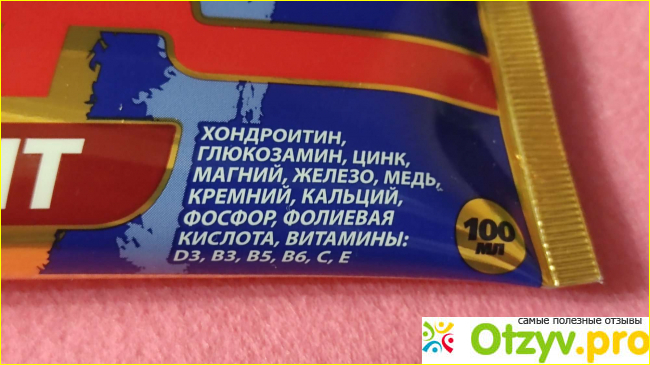 ИТ
ХОНДРОИТИН,
ГЛЮКОЗАМИН, ЦИНК,
МАГНИЙ, ЖЕЛЕЗО, МЕДЬ,
КРЕМНИЙ, КАЛЬЦИЙ,
ФОСФОР, ФОЛИЕВАЯ
КИСЛОТА, ВИТАМИНЫ:
D3, B3, B5, B6, C, E
100
МЛ
самые полезные отзывы
Otzyv.pro